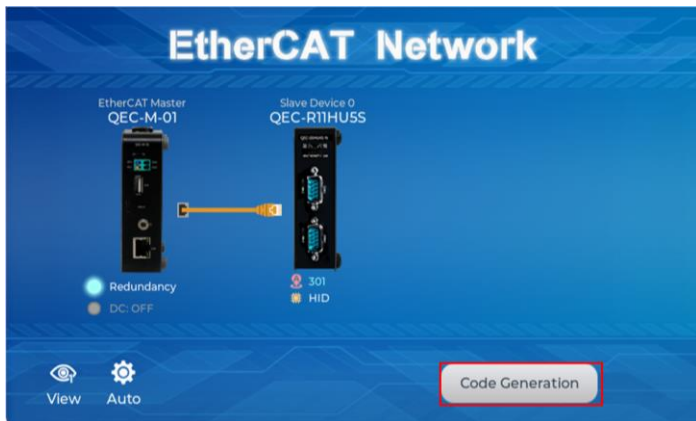 EtherCAT Network
EtherCAT Master
QEC-M-01
Slave Device 0
QEC-R11HU5S
Redundancy
DC: OFF
301
HID
View
Auto
Code Generation